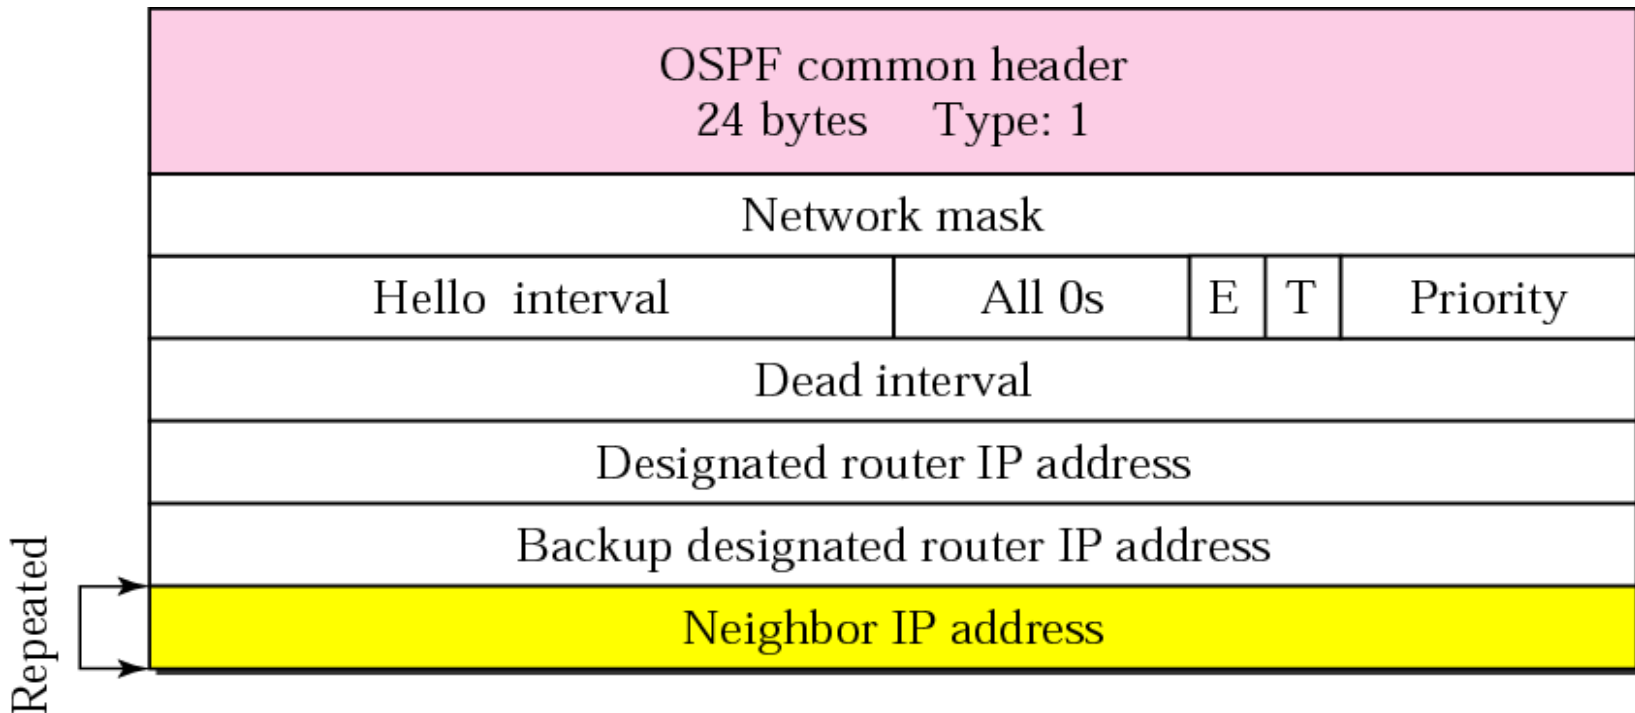 OSPF common header
24 bytes Type: 1
Network mask
Hello interval All 0s E T Priority
Dead interval
Designated router IP address
Backup designated router IP address
Neighbor IP address
Repeated